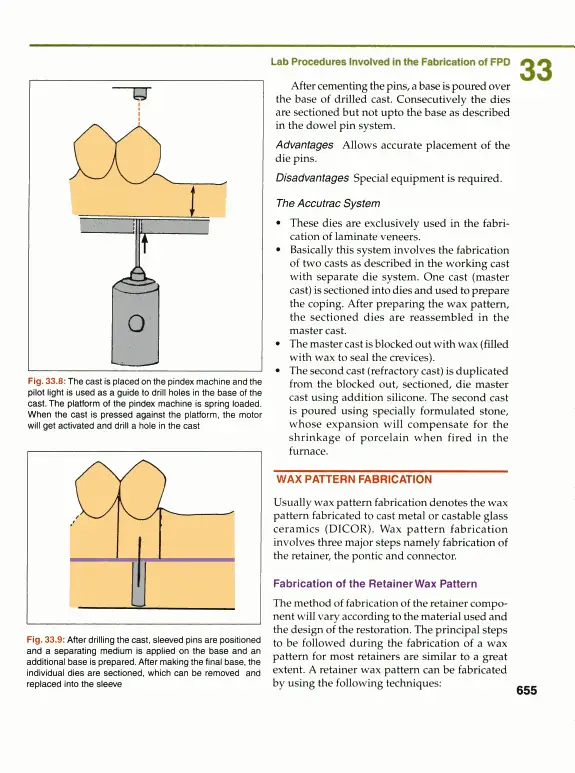 Lab Procedures Involved in the Fabrication of FPD
33
Fig. 33.8: The cast is placed on the pindex machine and the
pilot light is used as a guide to drill holes in the base of the
cast. The platform of the pindex machine is spring loaded.
When the cast is pressed against the platform, the motor
will get activated and drill a hole in the cast
Fig. 33.9: After drilling the cast, sleeved pins are positioned
and a separating medium is applied on the base and an
additional base is prepared. After making the final base, the
individual dies are sectioned, which can be removed and
replaced into the sleeve
After cementing the pins, a base is poured over
the base of drilled cast. Consecutively the dies
are sectioned but not upto the base as described
in the dowel pin system.
Advantages Allows accurate placement of the
die pins.
Disadvantages Special equipment is required.
The Accutrac System
• These dies are exclusively used in the fabri-
cation of laminate veneers.
• Basically this system involves the fabrication
of two casts as described in the working cast
with separate die system. One cast (master
cast) is sectioned into dies and used to prepare
the coping. After preparing the wax pattern,
the sectioned dies are reassembled in the
master cast.
• The master cast is blocked out with wax (filled
with wax to seal the crevices).
• The second cast (refractory cast) is duplicated
from the blocked out, sectioned, die master
cast using addition silicone. The second cast
is poured using specially formulated stone,
whose expansion will compensate for the
shrinkage of porcelain when fired in the
furnace.
WAX PATTERN FABRICATION
Usually wax pattern fabrication denotes the wax
pattern fabricated to cast metal or castable glass
ceramics (DICOR). Wax pattern fabrication
involves three major steps namely fabrication of
the retainer, the pontic and connector.
Fabrication of the Retainer Wax Pattern
The method of fabrication of the retainer compo-
nent will vary according to the material used and
the design of the restoration. The principal steps
to be followed during the fabrication of a wax
pattern for most retainers are similar to a great
extent. A retainer wax pattern can be fabricated
by using the following techniques:
655